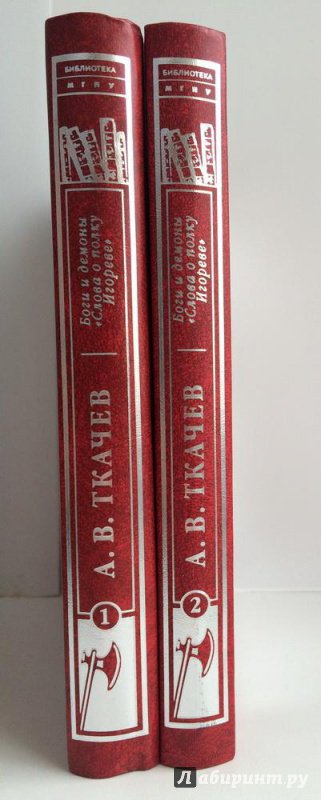 БИБЛИОТЕКА
МГИУ
Боги и демоны
«Слова о полку
Игореве»
А. В. ТКАЧЕВ
1
БИБЛИОТЕКА
МГИУ
Боги и демоны
«Слова о полку
Игореве»
А. В. ТКАЧЕВ
2
Лабиринт.ру